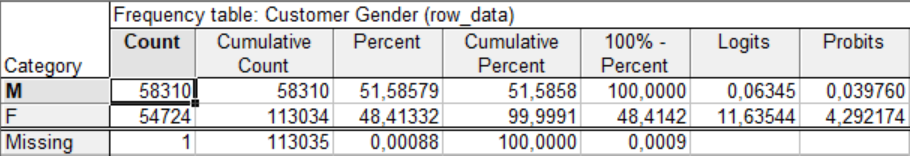 Frequency table: Customer Gender (row_data)
Category Count Cumulative Count Percent Cumulative Percent 100% - Percent Logits Probits
M 58310 58310 51,58579 51,5858 100,0000 0,06345 0,039760
F 54724 113034 48,41332 99,9991 48,4142 11,63544 4,292174
Missing 1 113035 0,00088 100,0000 0,0009